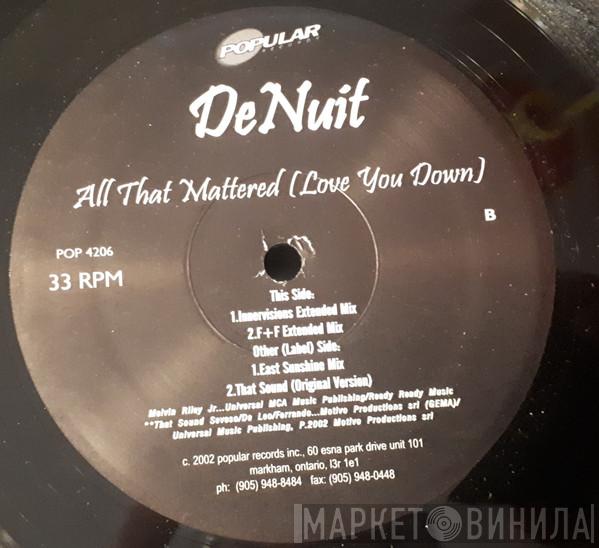 POPULAR
RECORDS
DeNuit
All That Mattered (Love You Down)
B
POP 4206
33 RPM
This Side:
1.Innervisions Extended Mix
2.F+F Extended Mix
Other (Label) Side:
1.East Sunshine Mix
2.That Sound (Original Version)
Melvin Riley Jr...Universal MCA Music Publishing/Ready Ready Music
**That Sound Soveso/De Leo/Ferrando...Motivo Productions srl (GEMA)/
Universal Music Publishing, P.2002 Motivo Productions srl
c. 2002 popular records inc., 60 esna park drive unit 101
markham, ontario, l3r 1e1
ph: (905) 948-8484 fax: (905) 948-0448
МАРКЕТ ВИНИЛА